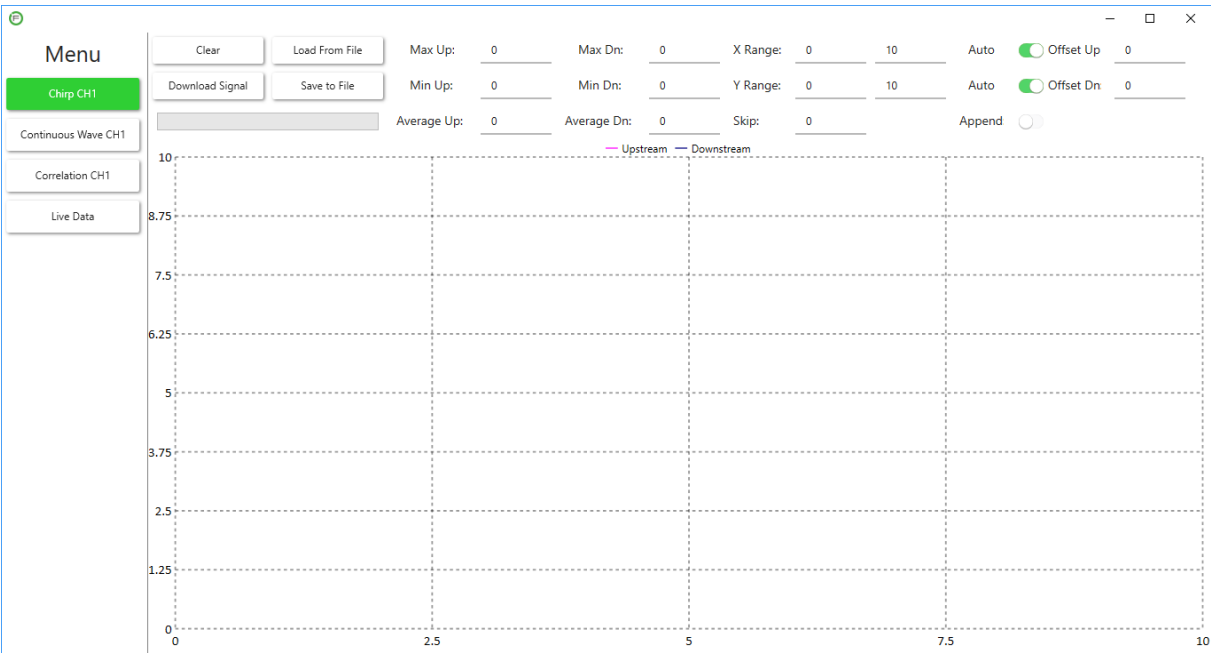 Menu
Chirp CH1
Continuous Wave CH1
Correlation CH1
Live Data
Clear Load From File Max Up: 0 Max Dn: 0 X Range: 0 10 Auto Offset Up 0
Download Signal Save to File Min Up: 0 Min Dn: 0 Y Range: 0 10 Auto Offset Dn 0
Average Up: 0 Average Dn: 0 Skip: 0 Append
Upstream Downstream
10
8.75
7.5
6.25
5
3.75
2.5
1.25
0
0 2.5 5 7.5 10